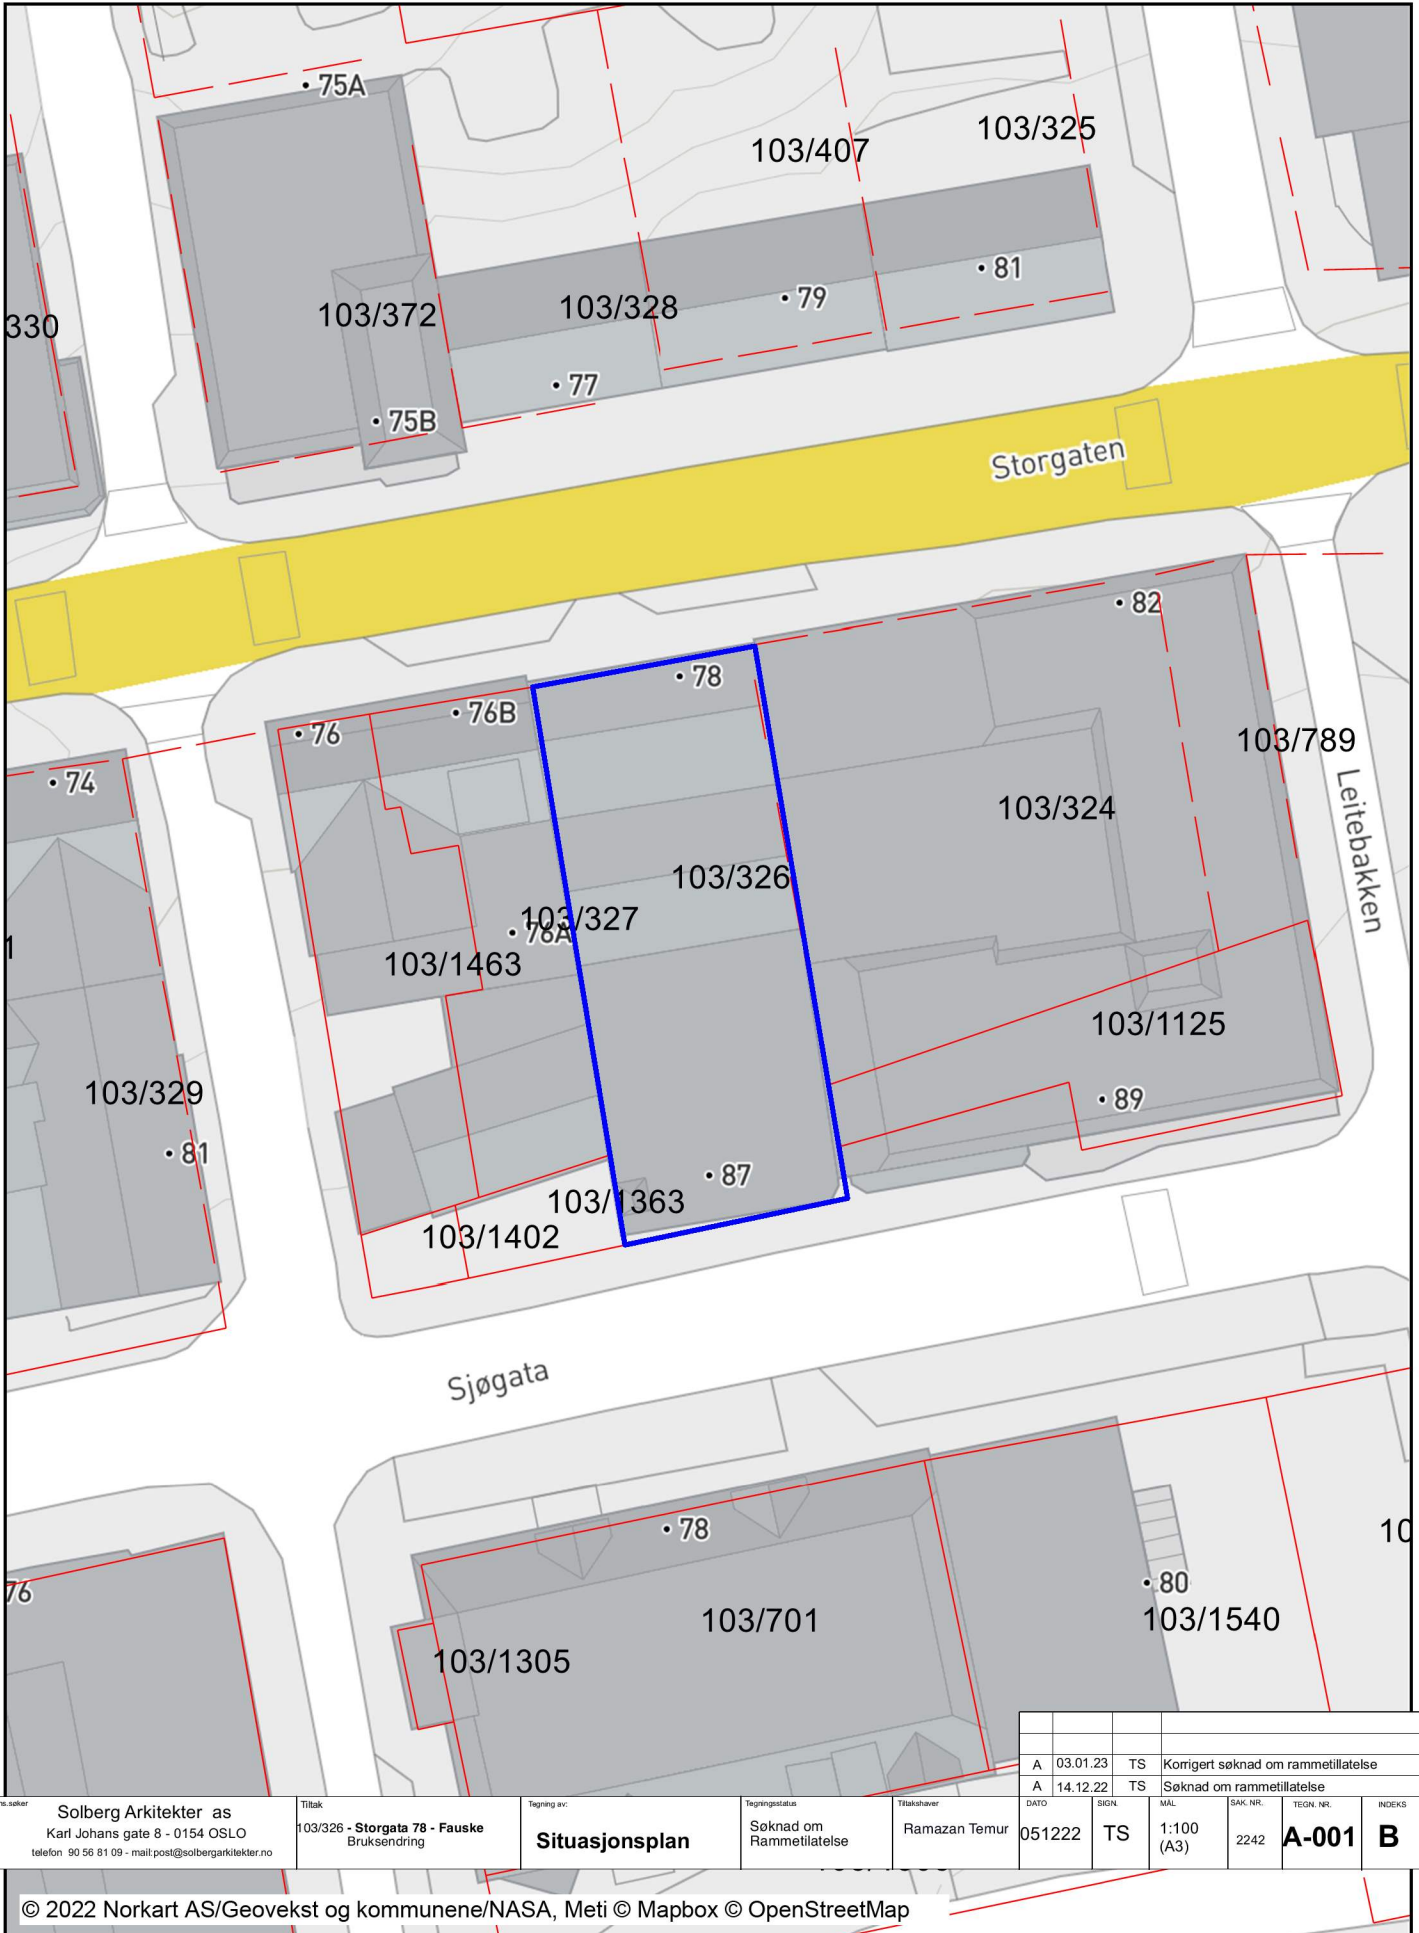 75A
103/325
103/407
81
79
103/328
103/372
330
77
75B
Storgaten
82
78
76B
76
103/789
74
103/324
Leitebakken
103/326
103/327
76A
103/1463
1
103/1125
103/329
89
81
87
103/1363
103/1402
Sjøgata
78
10
80
76
103/701
103/1540
103/1305
A 03.01.23 TS Korrigert søknad om rammetillatelse
A 14.12.22 TS Søknad om rammetillatelse
ns.søker
Solberg Arkitekter as
Karl Johans gate 8 - 0154 OSLO
telefon 90 56 81 09 - mail:post@solbergarkitekter.no
Tiltak
103/326 - Storgata 78 - Fauske
Bruksendring
Tegning av:
Situasjonsplan
Tegningsstatus
Søknad om
Rammetilatelse
Tiltakshaver
Ramazan Temur
DATO
051222
SIGN.
TS
MÅL
1:100
(A3)
SAK. NR.
2242
TEGN. NR.
A-001
INDEKS
B
© 2022 Norkart AS/Geovekst og kommunene/NASA, Meti © Mapbox © OpenStreetMap